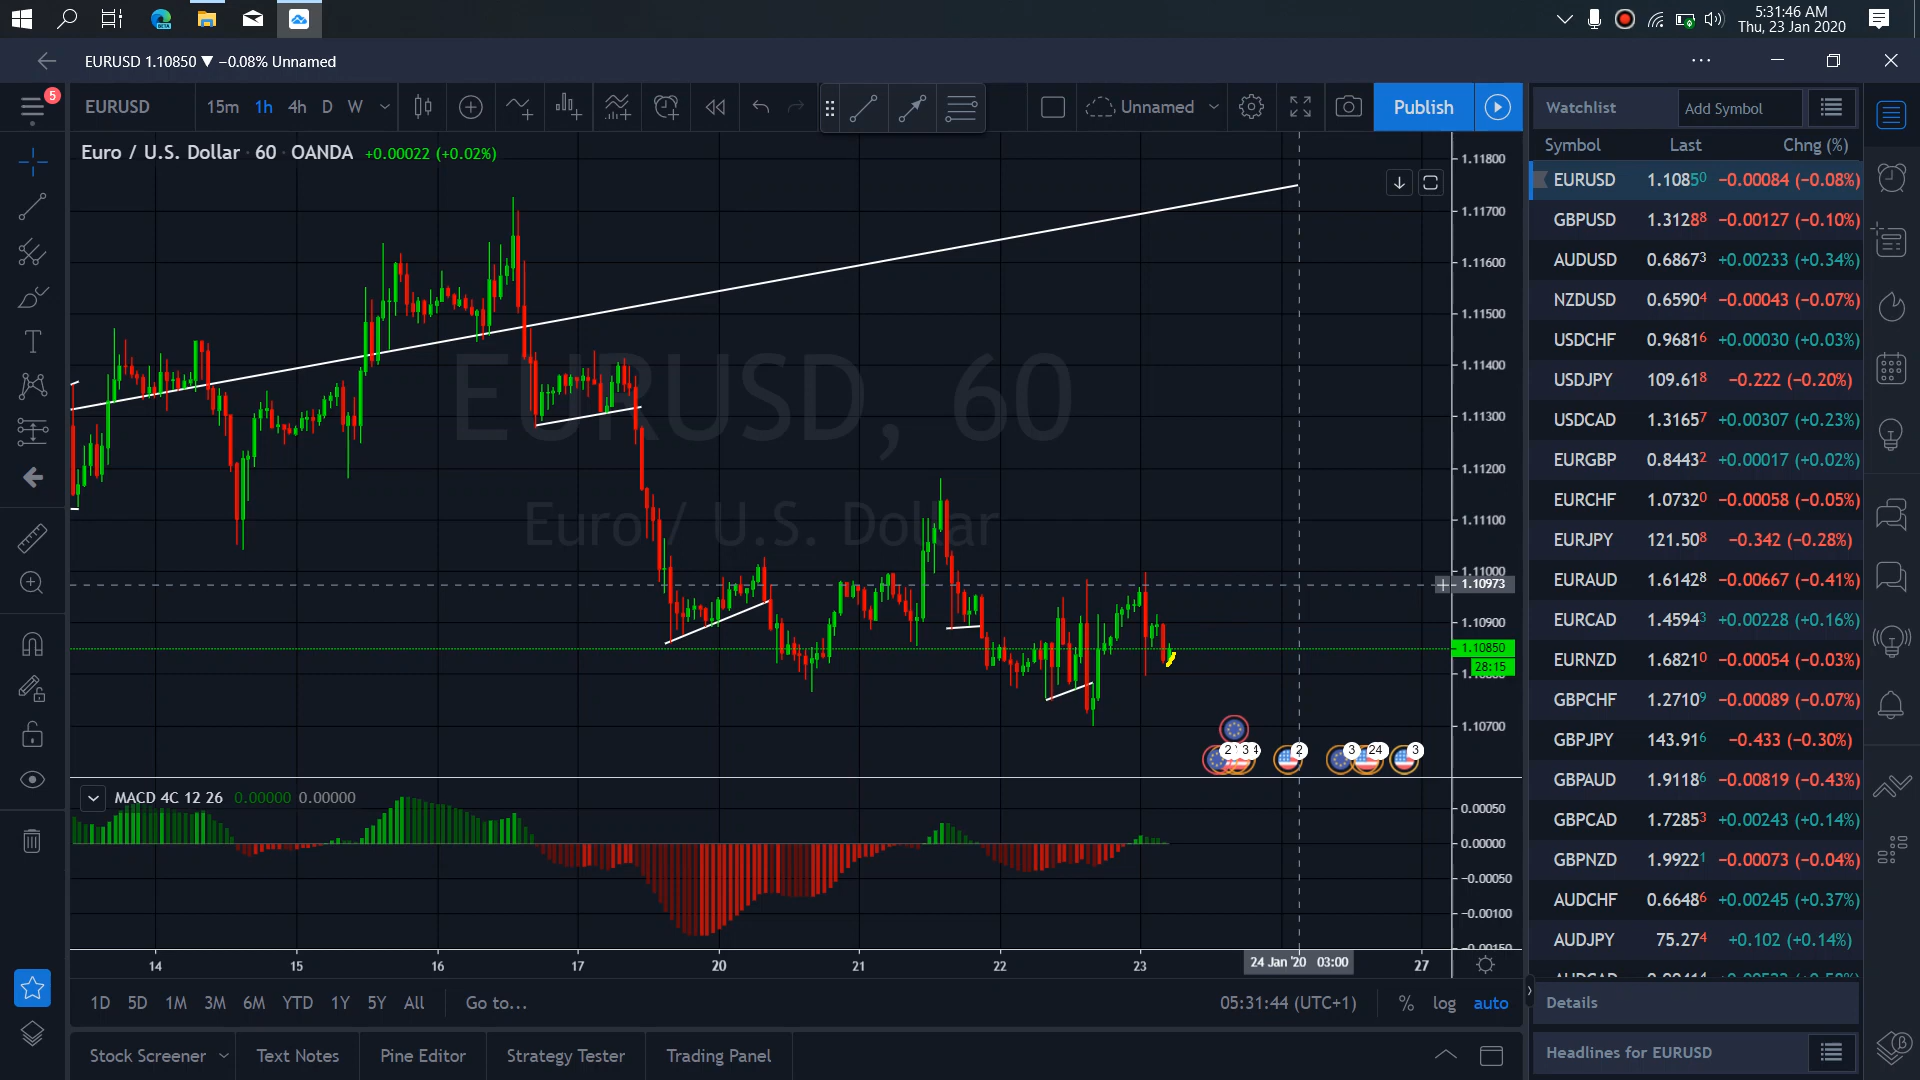 5:31:46 AM
Thu, 23 Jan 2020
EURUSD 1.10850 ▼ −0.08% Unnamed
5
EURUSD 15m 1h 4h D W Unnamed Publish
Euro / U.S. Dollar 60 OANDA +0.00022 (+0.02%)
EURUSD, 60
Euro / U.S. Dollar
1.11800
1.11700
1.11600
1.11500
1.11400
1.11300
1.11200
1.11100
1.11000
1.10973
1.10900
1.10850
28:15
1.10700
2 3 4 2 3 24 3
MACD 4C 12 26 0.00000 0.00000
0.00050
0.00000
−0.00050
−0.00100
14 15 16 17 20 21 22 23 24 Jan '20 03:00 27
1D 5D 1M 3M 6M YTD 1Y 5Y All Go to... 05:31:44 (UTC+1) % log auto
Stock Screener Text Notes Pine Editor Strategy Tester Trading Panel
Watchlist Add Symbol
Symbol Last Chng (%)
EURUSD 1.10850 −0.00084 (−0.08%)
GBPUSD 1.31288 −0.00127 (−0.10%)
AUDUSD 0.68673 +0.00233 (+0.34%)
NZDUSD 0.65904 −0.00043 (−0.07%)
USDCHF 0.96816 +0.00030 (+0.03%)
USDJPY 109.618 −0.222 (−0.20%)
USDCAD 1.31657 +0.00307 (+0.23%)
EURGBP 0.84432 +0.00017 (+0.02%)
EURCHF 1.07320 −0.00058 (−0.05%)
EURJPY 121.508 −0.342 (−0.28%)
EURAUD 1.61428 −0.00667 (−0.41%)
EURCAD 1.45943 +0.00228 (+0.16%)
EURNZD 1.68210 −0.00054 (−0.03%)
GBPCHF 1.27109 −0.00089 (−0.07%)
GBPJPY 143.916 −0.433 (−0.30%)
GBPAUD 1.91186 −0.00819 (−0.43%)
GBPCAD 1.72853 +0.00243 (+0.14%)
GBPNZD 1.99221 −0.00073 (−0.04%)
AUDCHF 0.66486 +0.00245 (+0.37%)
AUDJPY 75.274 +0.102 (+0.14%)
Details
Headlines for EURUSD